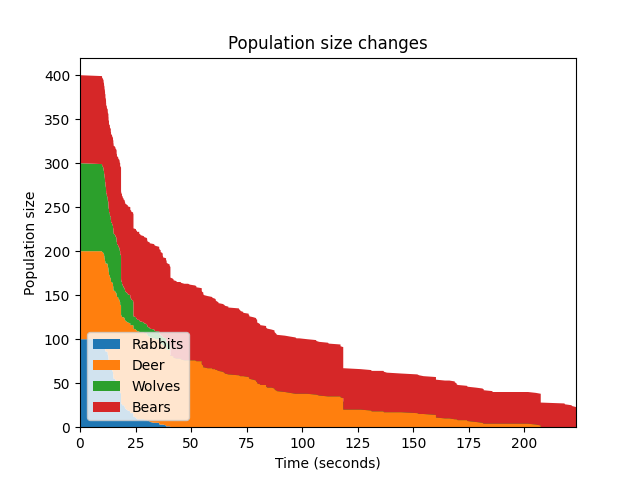 Population size changes
Population size
400
350
300
250
200
150
100
50
0
Rabbits
Deer
Wolves
Bears
0 25 50 75 100 125 150 175 200
Time (seconds)